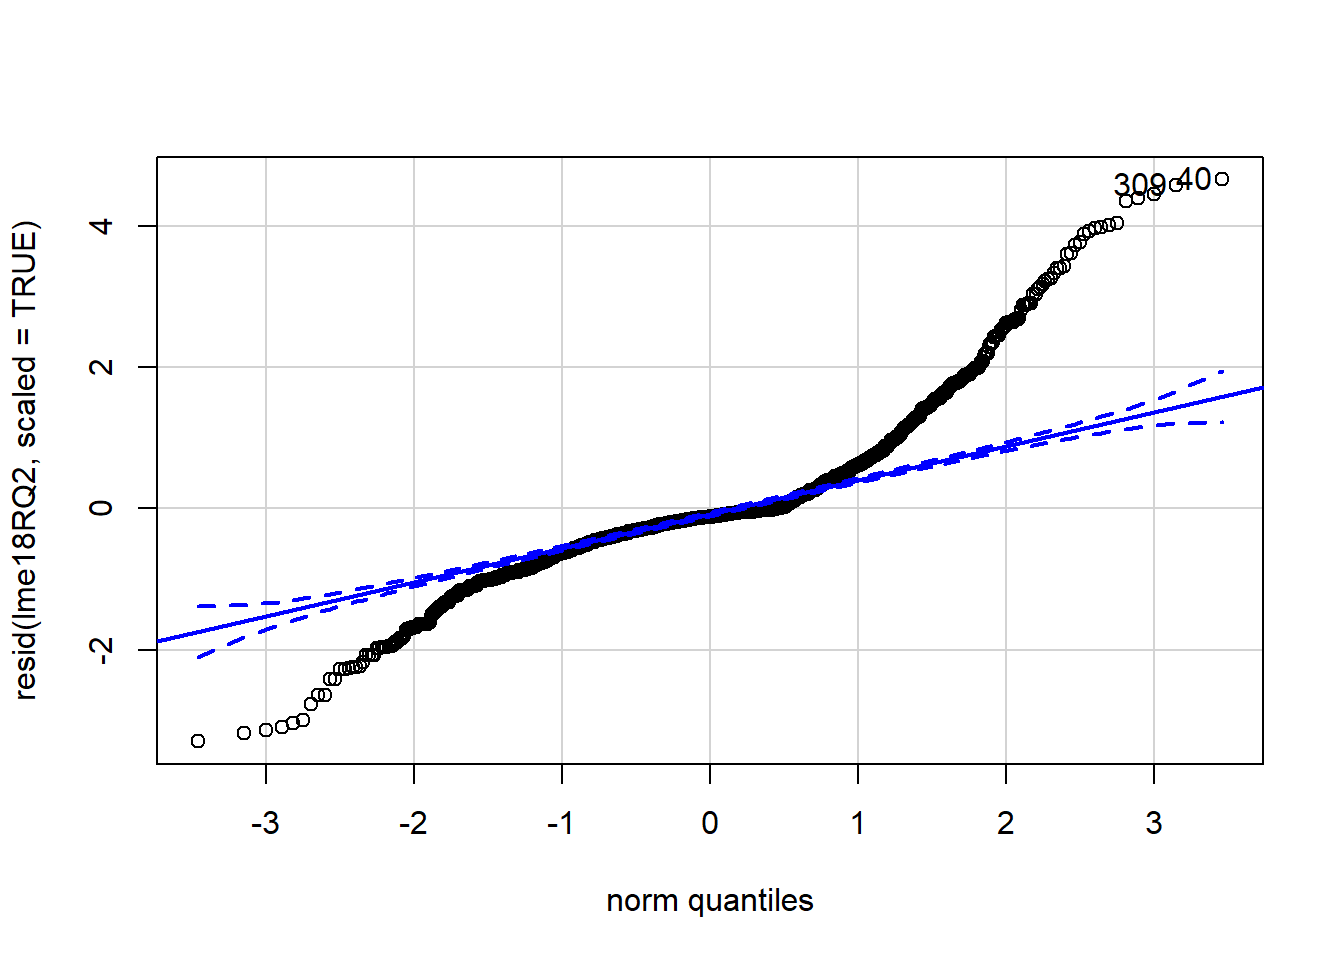 309 40
4
2
0
-2
resid(lme18RQ2, scaled = TRUE)
-3 -2 -1 0 1 2 3
norm quantiles